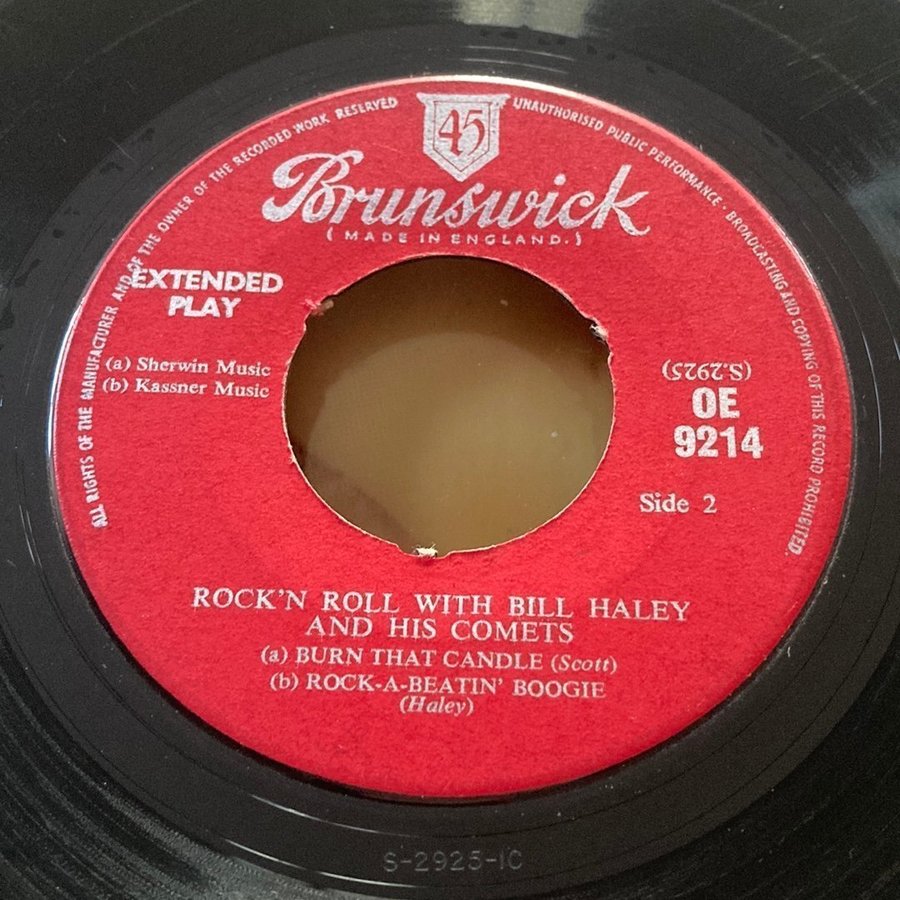 ALL RIGHTS OF THE MANUFACTURER AND OF THE OWNER OF THE RECORDED WORK RESERVED
UNAUTHORISED PUBLIC PERFORMANCE · BROADCASTING AND COPYING OF THIS RECORD PROHIBITED.
45
Brunswick
(MADE IN ENGLAND.)
EXTENDED
PLAY
(a) Sherwin Music
(b) Kassner Music
(S.2925)
OE
9214
Side 2
ROCK'N ROLL WITH BILL HALEY
AND HIS COMETS
(a) BURN THAT CANDLE (Scott)
(b) ROCK-A-BEATIN' BOOGIE
(Haley)
S-2925-1C